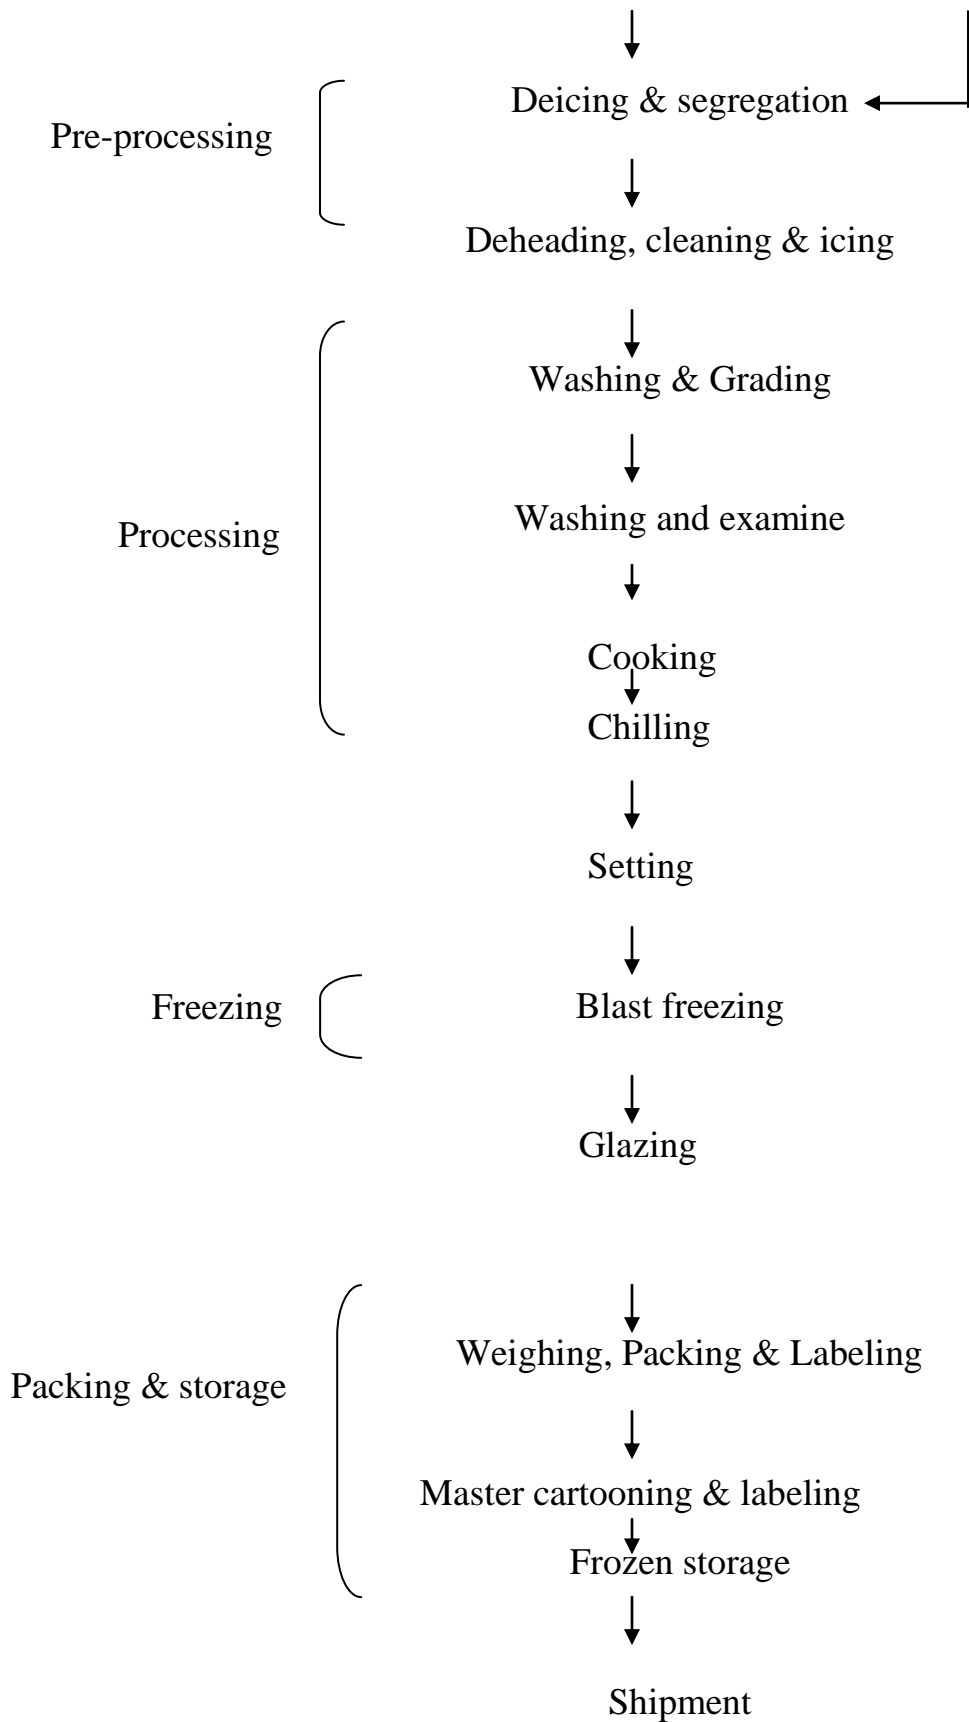 Deicing & segregation
Pre-processing
Deheading, cleaning & icing
Washing & Grading
Washing and examine
Processing
Cooking
Chilling
Setting
Freezing
Blast freezing
Glazing
Weighing, Packing & Labeling
Packing & storage
Master cartooning & labeling
Frozen storage
Shipment